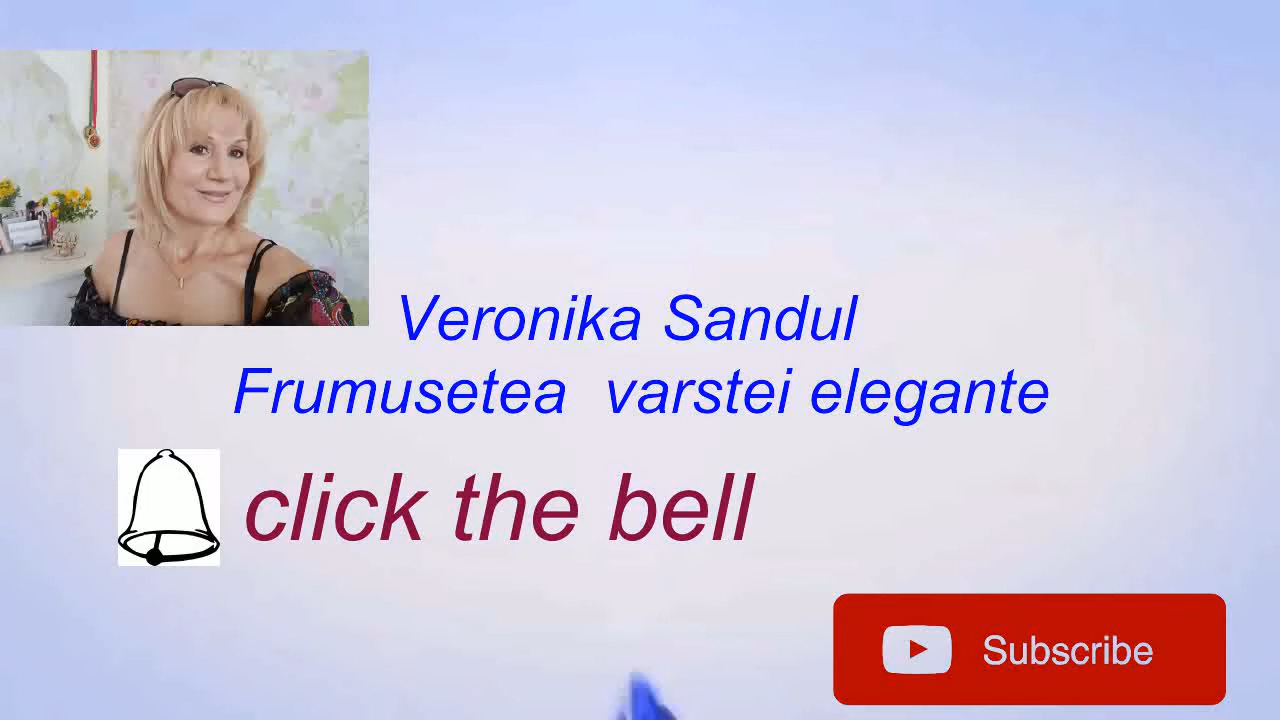 Veronika Sandul
Frumusetea varstei elegante
click the bell
Subscribe